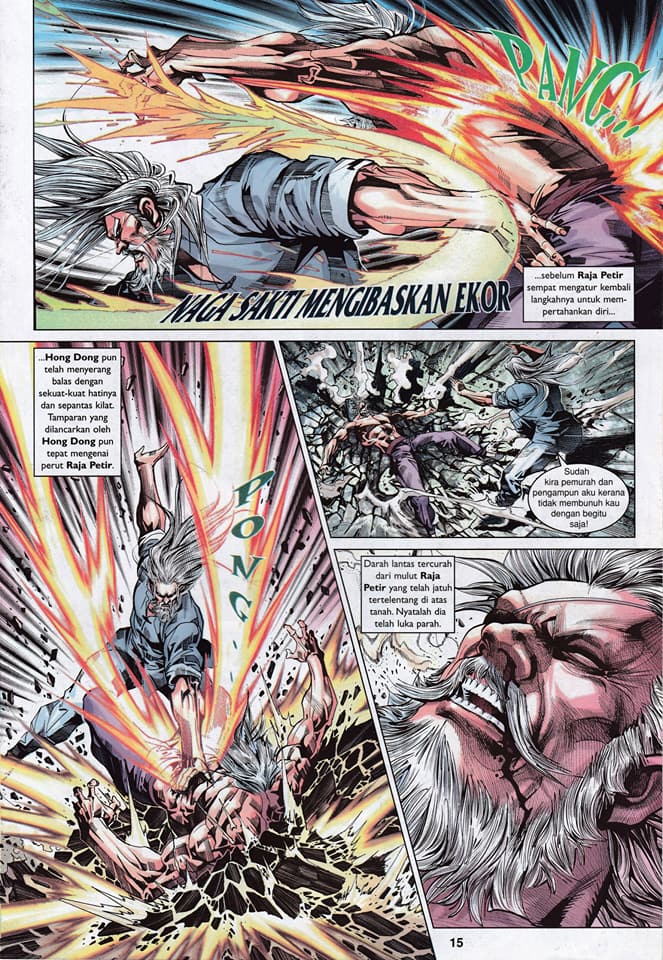 PANG...
NAGA SAKTI MENGIBASKAN EKOR
...sebelum Raja Petir
sempat mengatur kembali
langkahnya untuk mem-
pertahankan diri...
...Hong Dong pun
telah menyerang
balas dengan
sekuat-kuat hatinya
dan sepantas kilat.
Tamparan yang
dilancarkan oleh
Hong Dong pun
tepat mengenai
perut Raja Petir.
PONG...
Sudah
kira pemurah dan
pengampun aku kerana
tidak membunuh kau
dengan begitu
saja!
Darah lantas tercurah
dari mulut Raja
Petir yang telah jatuh
tertelentang di atas
tanah. Nyatalah dia
telah luka parah.
15